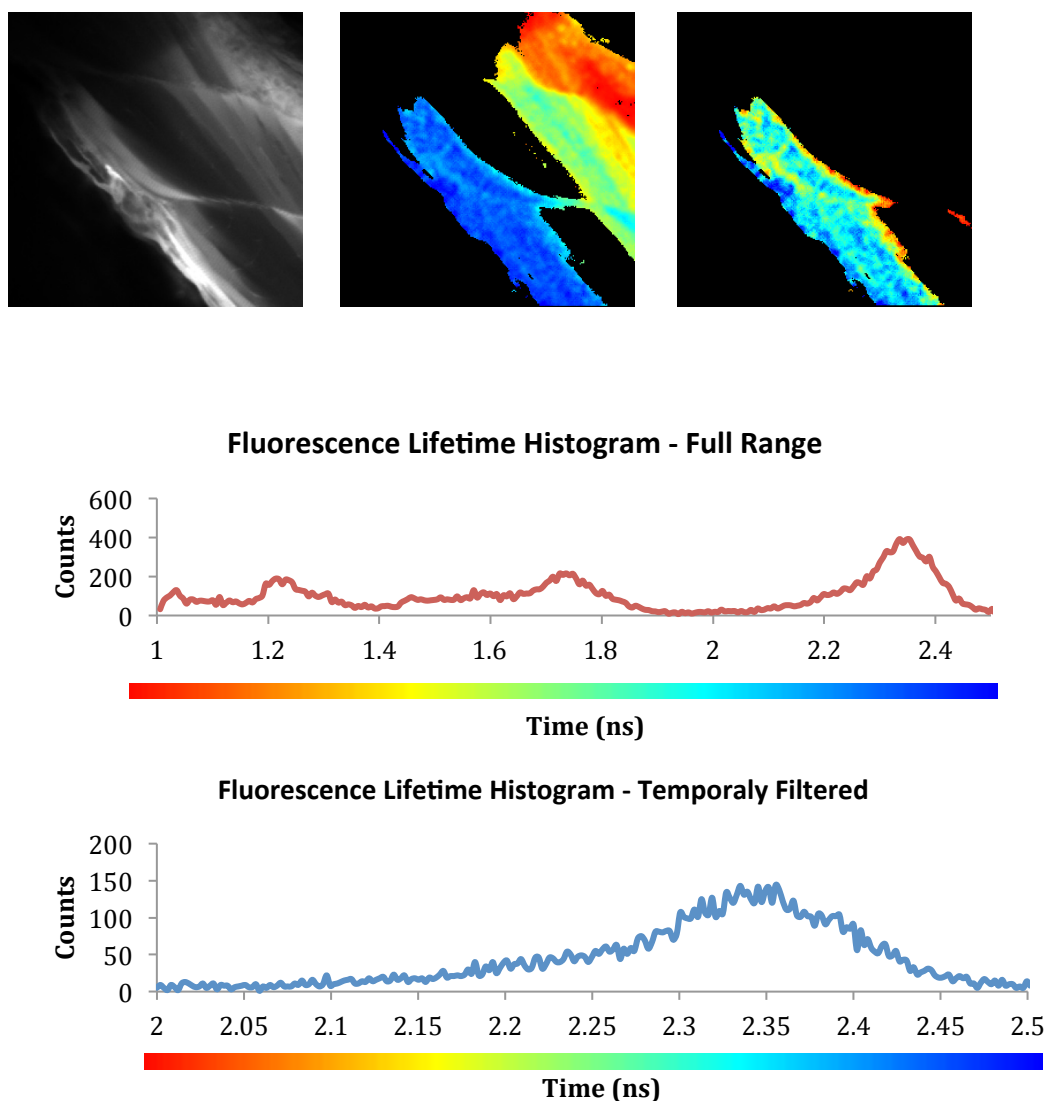 Fluorescence Lifetime Histogram - Full Range
600
400
200
0
Counts
1 1.2 1.4 1.6 1.8 2 2.2 2.4
Time (ns)
Fluorescence Lifetime Histogram - Temporaly Filtered
200
150
100
50
0
Counts
2 2.05 2.1 2.15 2.2 2.25 2.3 2.35 2.4 2.45 2.5
Time (ns)